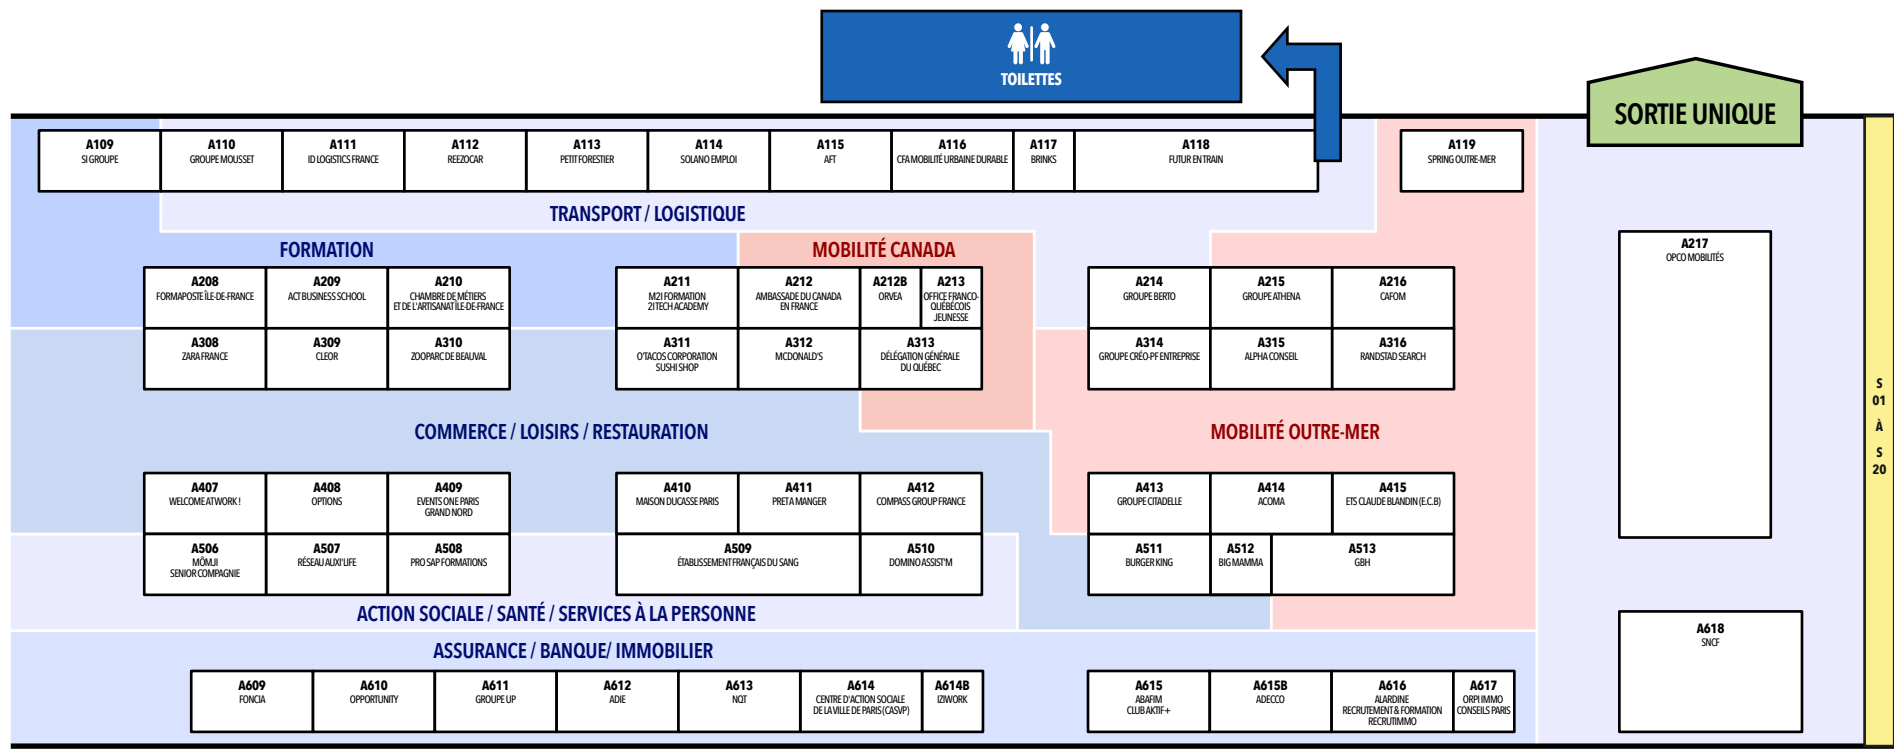 TOILETTES
SORTIE UNIQUE
A109
SI GROUPE
A110
GROUPE MOUSSET
A111
ID LOGISTICS FRANCE
A112
REEZOCAR
A113
PETIT FORESTIER
A114
SOLANO EMPLOI
A115
AFT
A116
CFA MOBILITÉ URBAINE DURABLE
A117
BRINKS
A118
FUTUR EN TRAIN
A119
SPRING OUTRE-MER
TRANSPORT / LOGISTIQUE
FORMATION
MOBILITÉ CANADA
A208
FORMAPOSTE ÎLE-DE-FRANCE
A209
ACT BUSINESS SCHOOL
A210
CHAMBRE DE MÉTIERS
ET DE L'ARTISANAT ÎLE-DE-FRANCE
A211
M2I FORMATION
2ITECH ACADEMY
A212
AMBASSADE DU CANADA
EN FRANCE
A212B
ORVEA
A213
OFFICE FRANCO-
QUÉBÉCOIS
JEUNESSE
A214
GROUPE BERTO
A215
GROUPE ATHENA
A216
CAFOM
A217
OPCO MOBILITÉS
A308
ZARA FRANCE
A309
CLEOR
A310
ZOOPARC DE BEAUVAL
A311
O'TACOS CORPORATION
SUSHI SHOP
A312
MCDONALD'S
A313
DÉLÉGATION GÉNÉRALE
DU QUÉBEC
A314
GROUPE CRÉO-PF ENTREPRISE
A315
ALPHA CONSEIL
A316
RANDSTAD SEARCH
COMMERCE / LOISIRS / RESTAURATION
MOBILITÉ OUTRE-MER
A407
WELCOME AT WORK !
A408
OPTIONS
A409
EVENTS ONE PARIS
GRAND NORD
A410
MAISON DUCASSE PARIS
A411
PRET A MANGER
A412
COMPASS GROUP FRANCE
A413
GROUPE CITADELLE
A414
ACOMA
A415
ETS CLAUDE BLANDIN (E.C.B)
A506
MÔMJI
SENIOR COMPAGNIE
A507
RÉSEAU AUXI'LIFE
A508
PRO SAP FORMATIONS
A509
ÉTABLISSEMENT FRANÇAIS DU SANG
A510
DOMINO ASSIST'M
A511
BURGER KING
A512
BIG MAMMA
A513
GBH
ACTION SOCIALE / SANTÉ / SERVICES À LA PERSONNE
ASSURANCE / BANQUE/ IMMOBILIER
A609
FONCIA
A610
OPPORTUNITY
A611
GROUPE UP
A612
ADIE
A613
NQT
A614
CENTRE D'ACTION SOCIALE
DE LA VILLE DE PARIS (CASVP)
A614B
IZIWORK
A615
ABAFIM
CLUB AKTIF+
A615B
ADECCO
A616
ALARDINE
RECRUTEMENT & FORMATION
RECRUTIMMO
A617
ORPI IMMO
CONSEILS PARIS
A618
SNCF
S
01
À
S
20